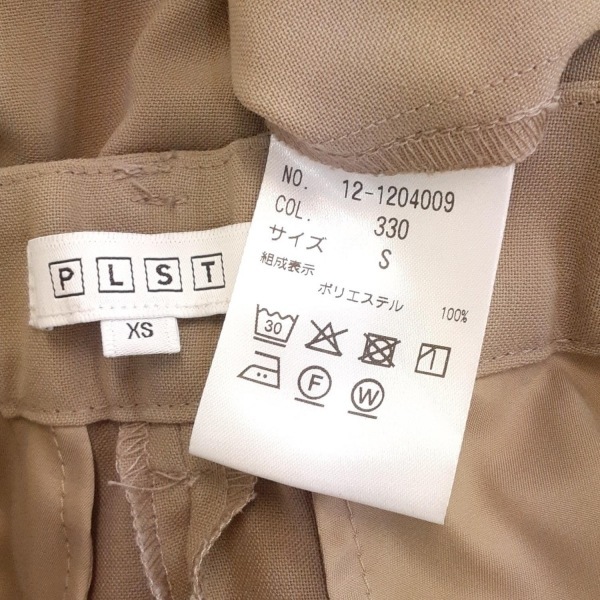 PLST
XS
NO. 12-1204009
COL. 330
サイズ S
組成表示
ポリエステル 100%
30
F W